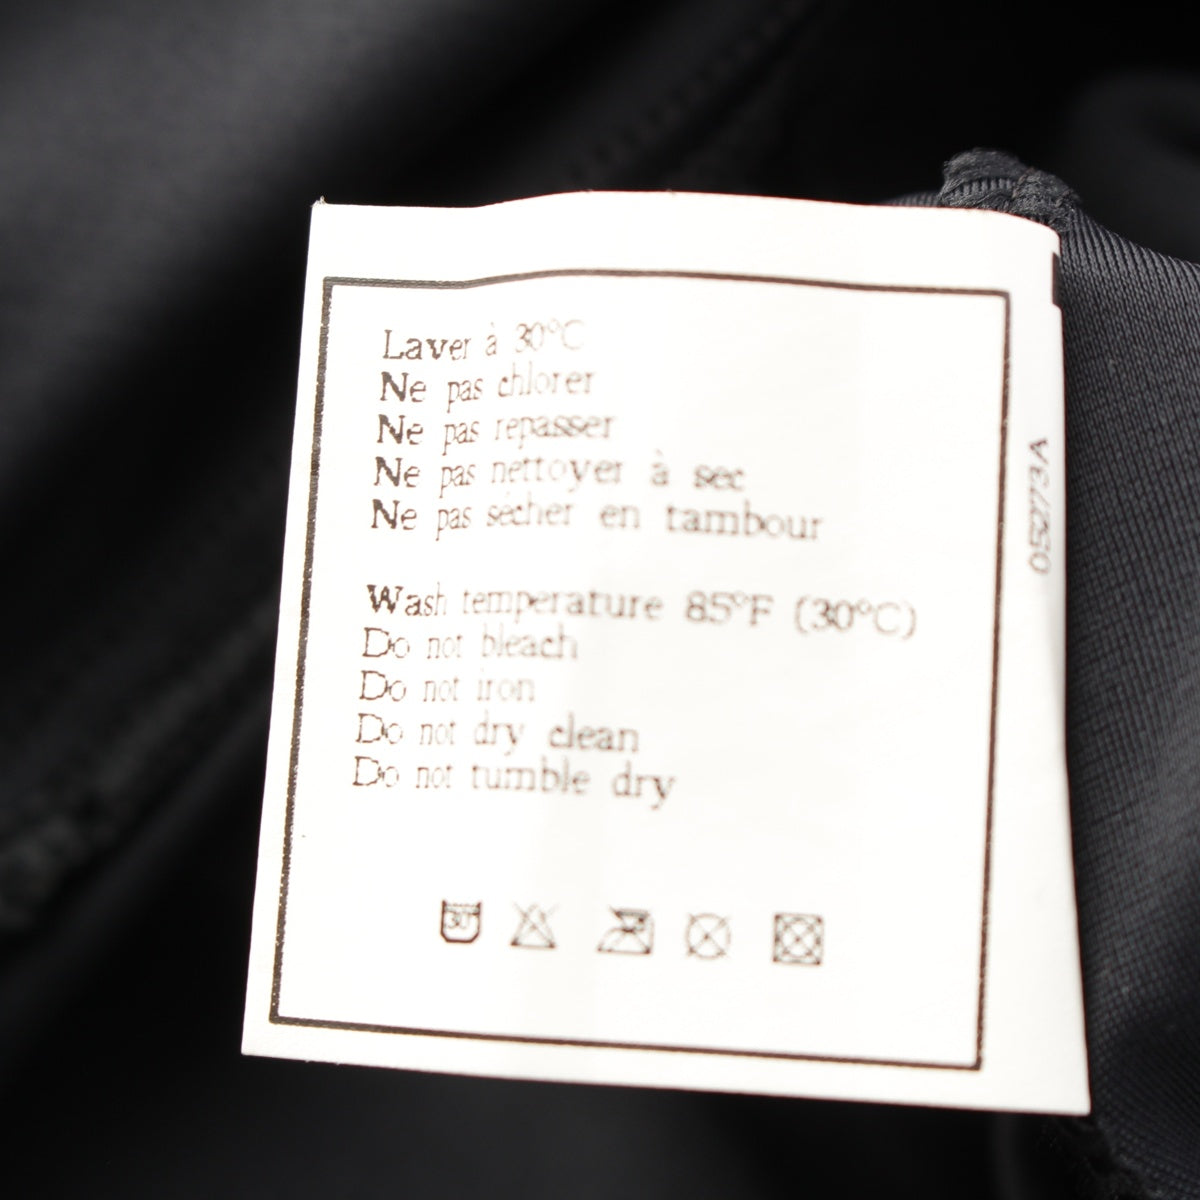 Laver à 30°C
Ne pas chlorer
Ne pas repasser
Ne pas nettoyer à sec
Ne pas sécher en tambour
Wash temperature 85°F (30°C)
Do not bleach
Do not iron
Do not dry clean
Do not tumble dry
30°
05273A